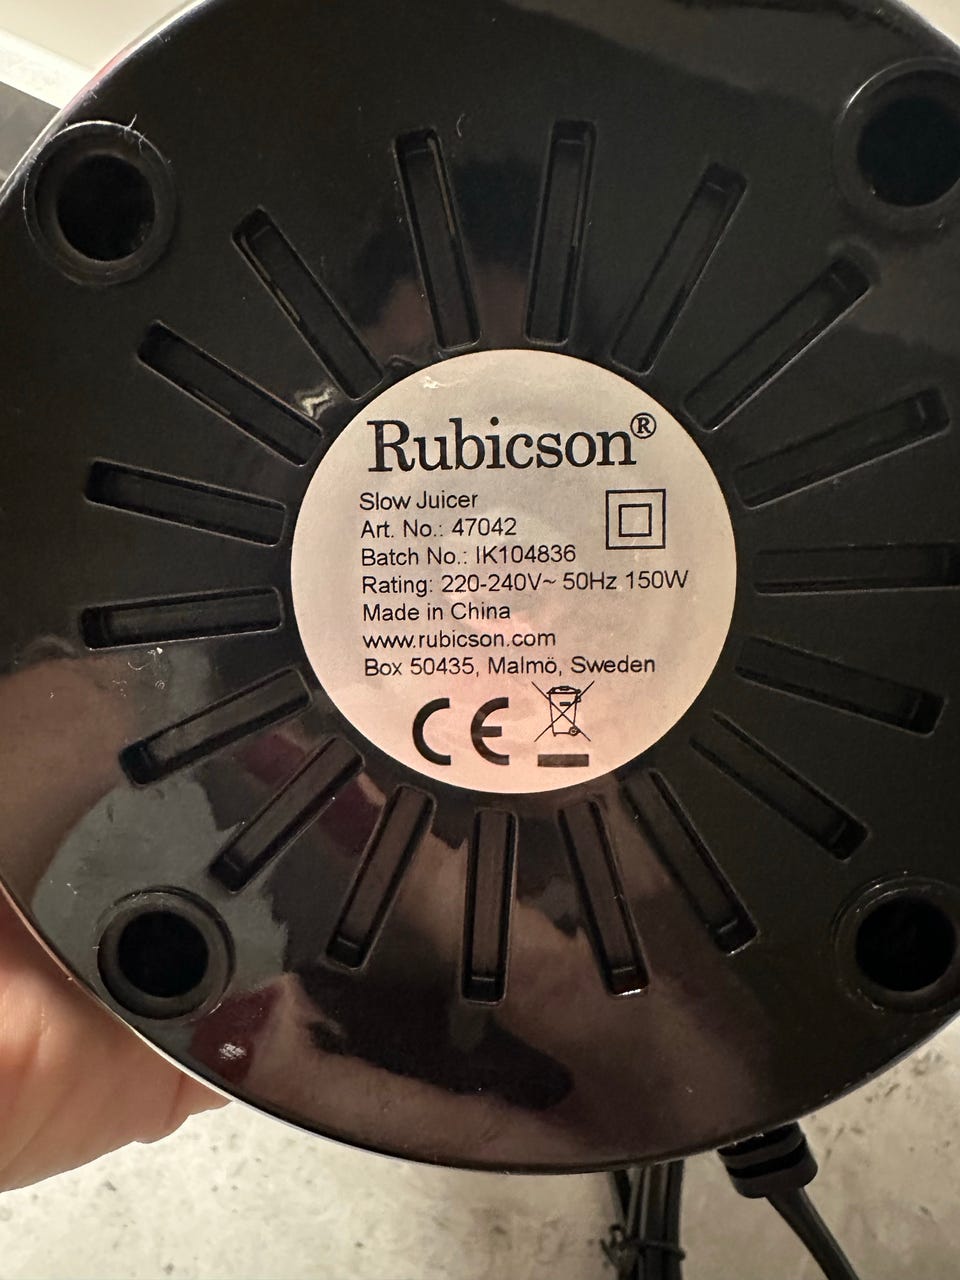 Rubicson®
Slow Juicer
Art. No.: 47042
Batch No.: IK104836
Rating: 220-240V~ 50Hz 150W
Made in China
www.rubicson.com
Box 50435, Malmö, Sweden
CE